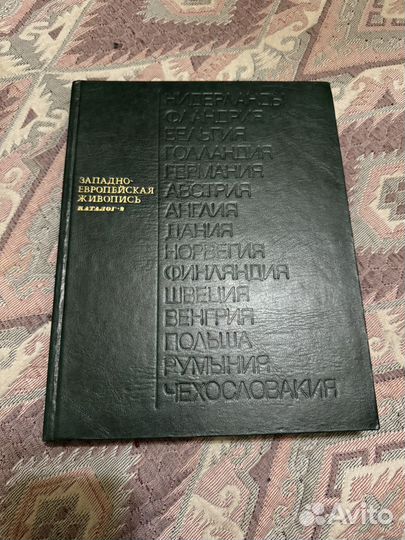 ЗАПАДНО-
ЕВРОПЕЙСКАЯ
ЖИВОПИСЬ
КАТАЛОГ·2
НИДЕРЛАНДЫ
ФЛАНДРИЯ
БЕЛЬГИЯ
ГОЛЛАНДИЯ
ГЕРМАНИЯ
АВСТРИЯ
АНГЛИЯ
ДАНИЯ
НОРВЕГИЯ
ФИНЛЯНДИЯ
ШВЕЦИЯ
ВЕНГРИЯ
ПОЛЬША
РУМЫНИЯ
ЧЕХОСЛОВАКИЯ
Avito